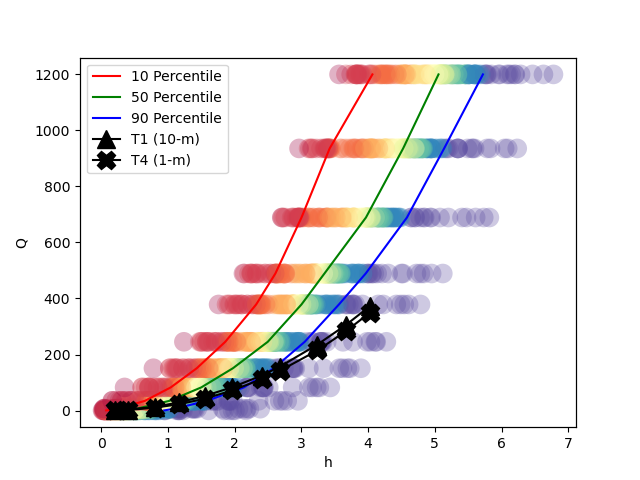 1200
1000
800
600
400
200
0
Q
10 Percentile
50 Percentile
90 Percentile
T1 (10-m)
T4 (1-m)
0 1 2 3 4 5 6 7
h